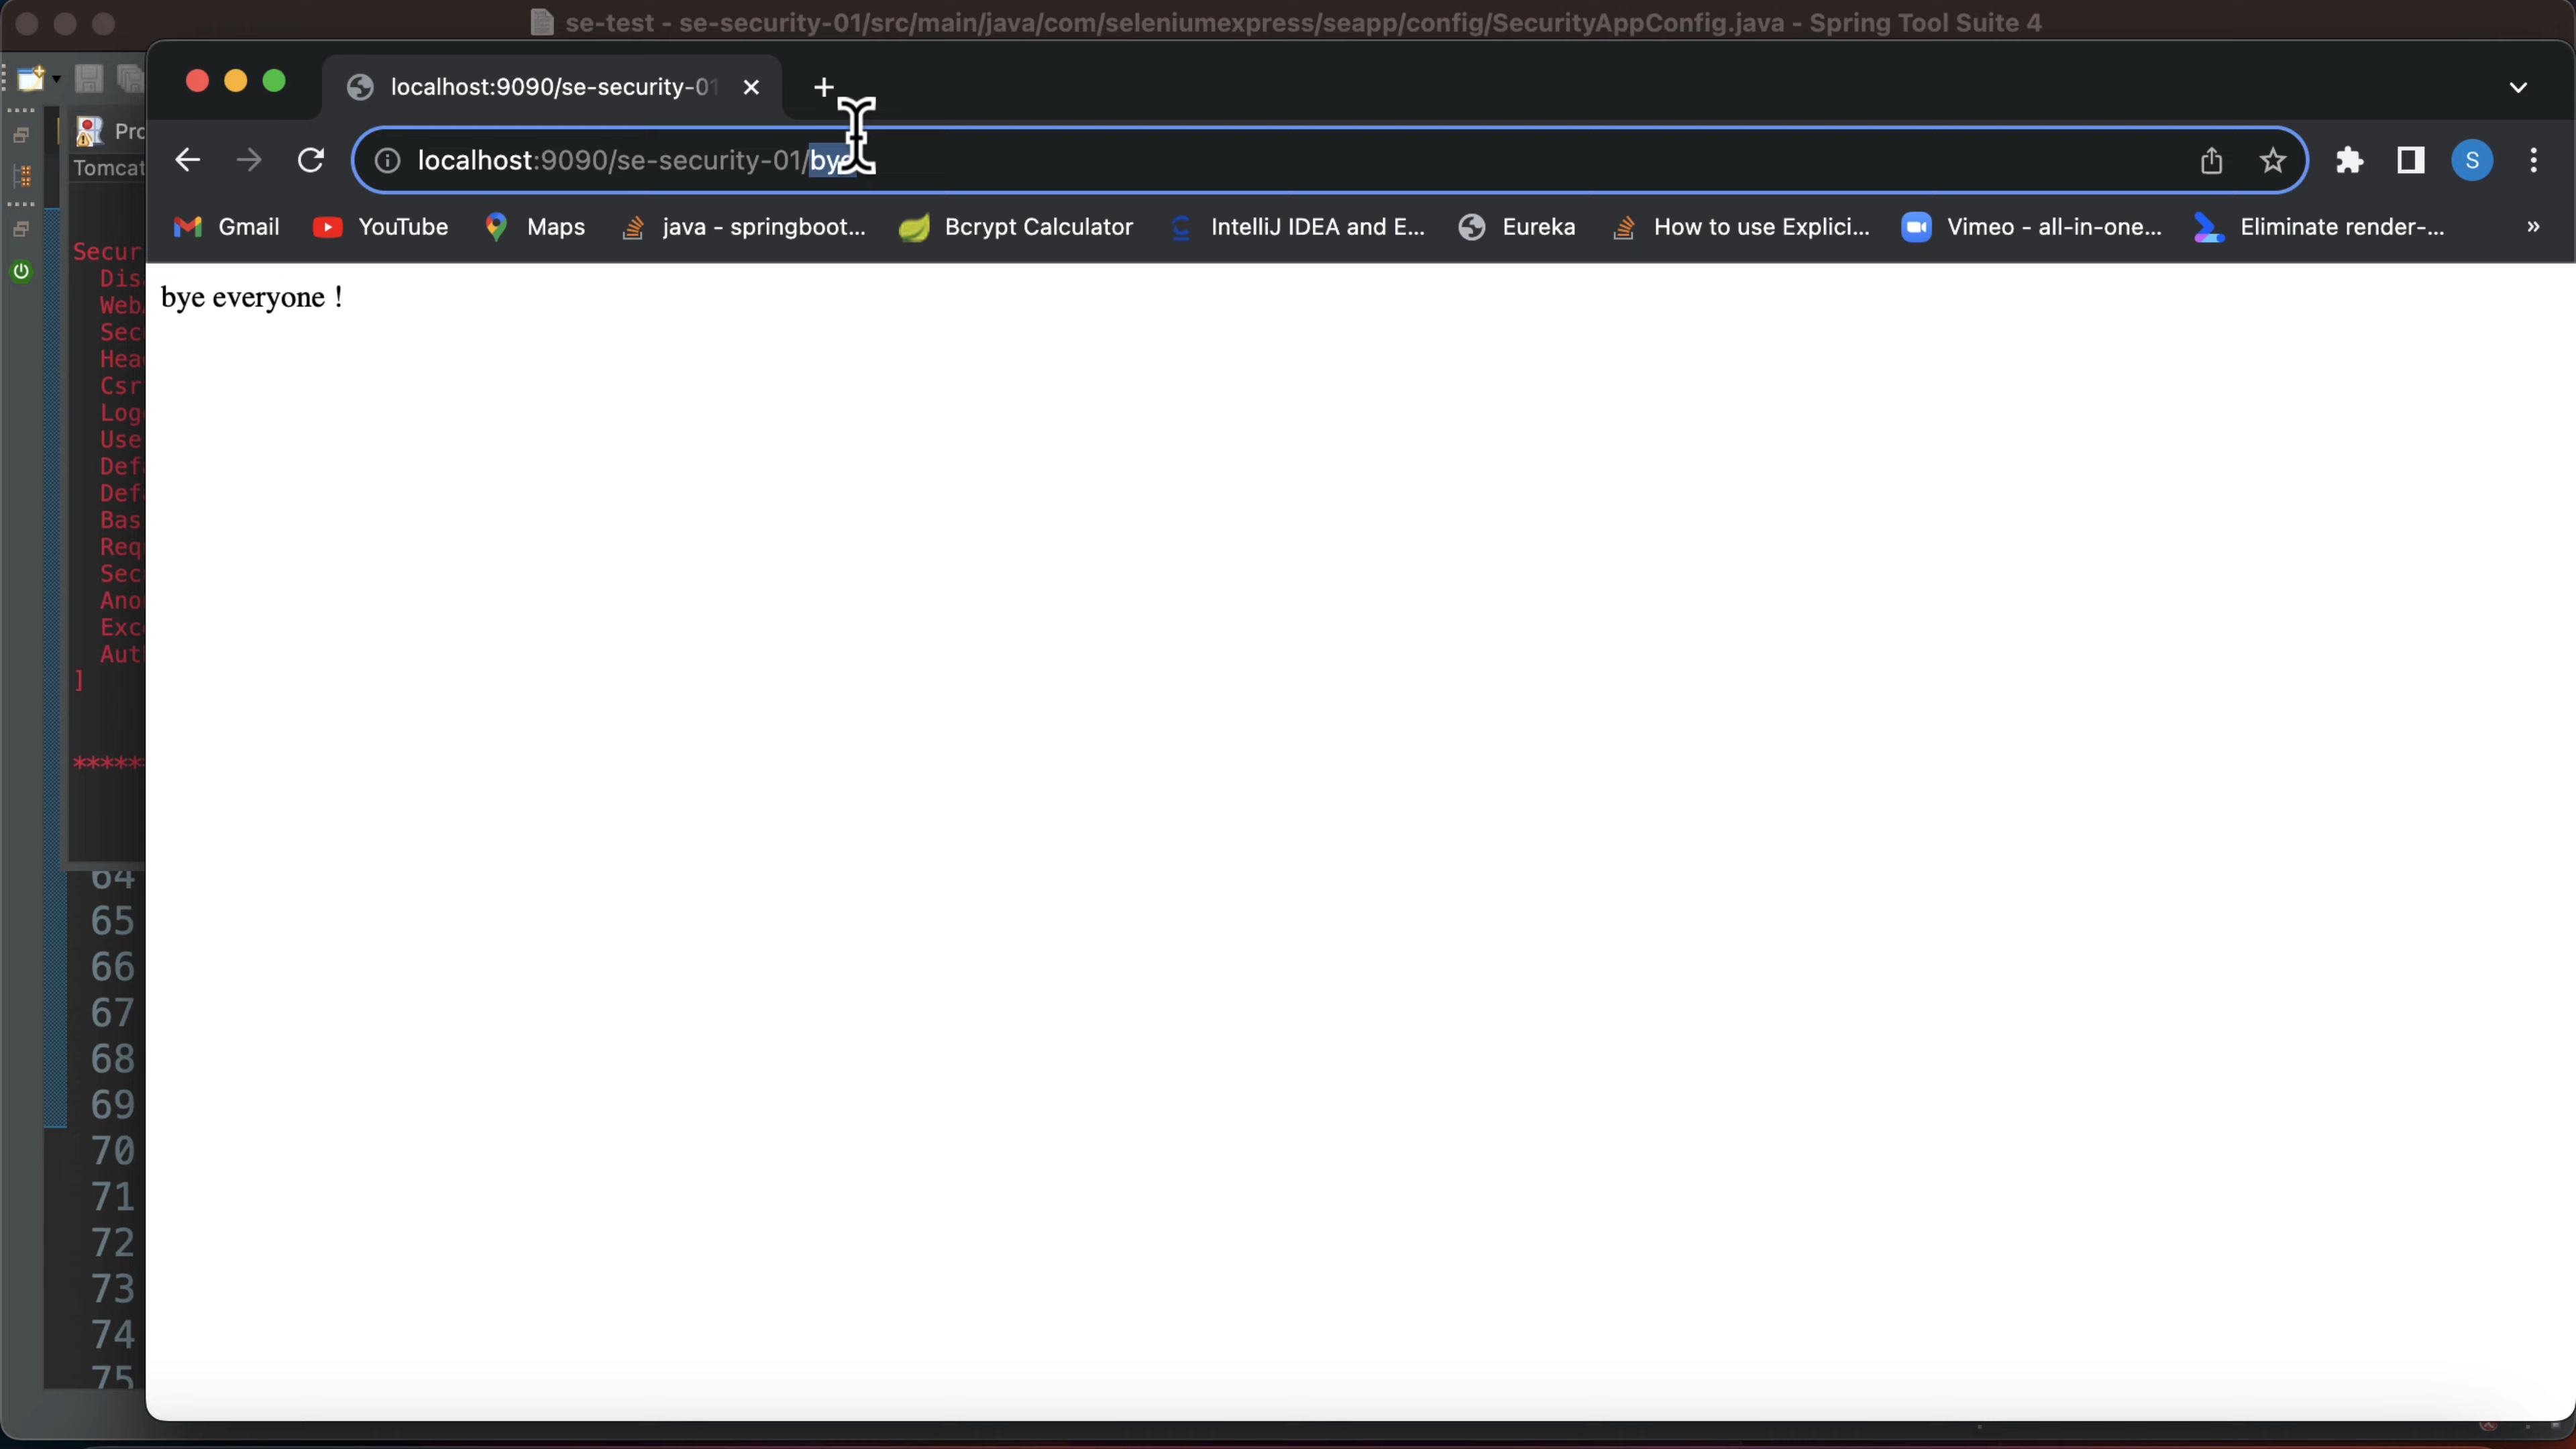 se-test - se-security-01/src/main/java/com/seleniumexpress/seapp/config/SecurityAppConfig.java - Spring Tool Suite 4
localhost:9090/se-security-01
localhost:9090/se-security-01/bye
Gmail YouTube Maps java - springboot... Bcrypt Calculator IntelliJ IDEA and E... Eureka How to use Explici... Vimeo - all-in-one... Eliminate render-... »
S
bye everyone !
Pro
Tomcat
Secur
Disa
Web
Sec
Hea
Csr
Log
Use
Def
Def
Bas
Req
Sec
Ano
Exc
Aut
]
******
64
65
66
67
68
69
70
71
72
73
74
75